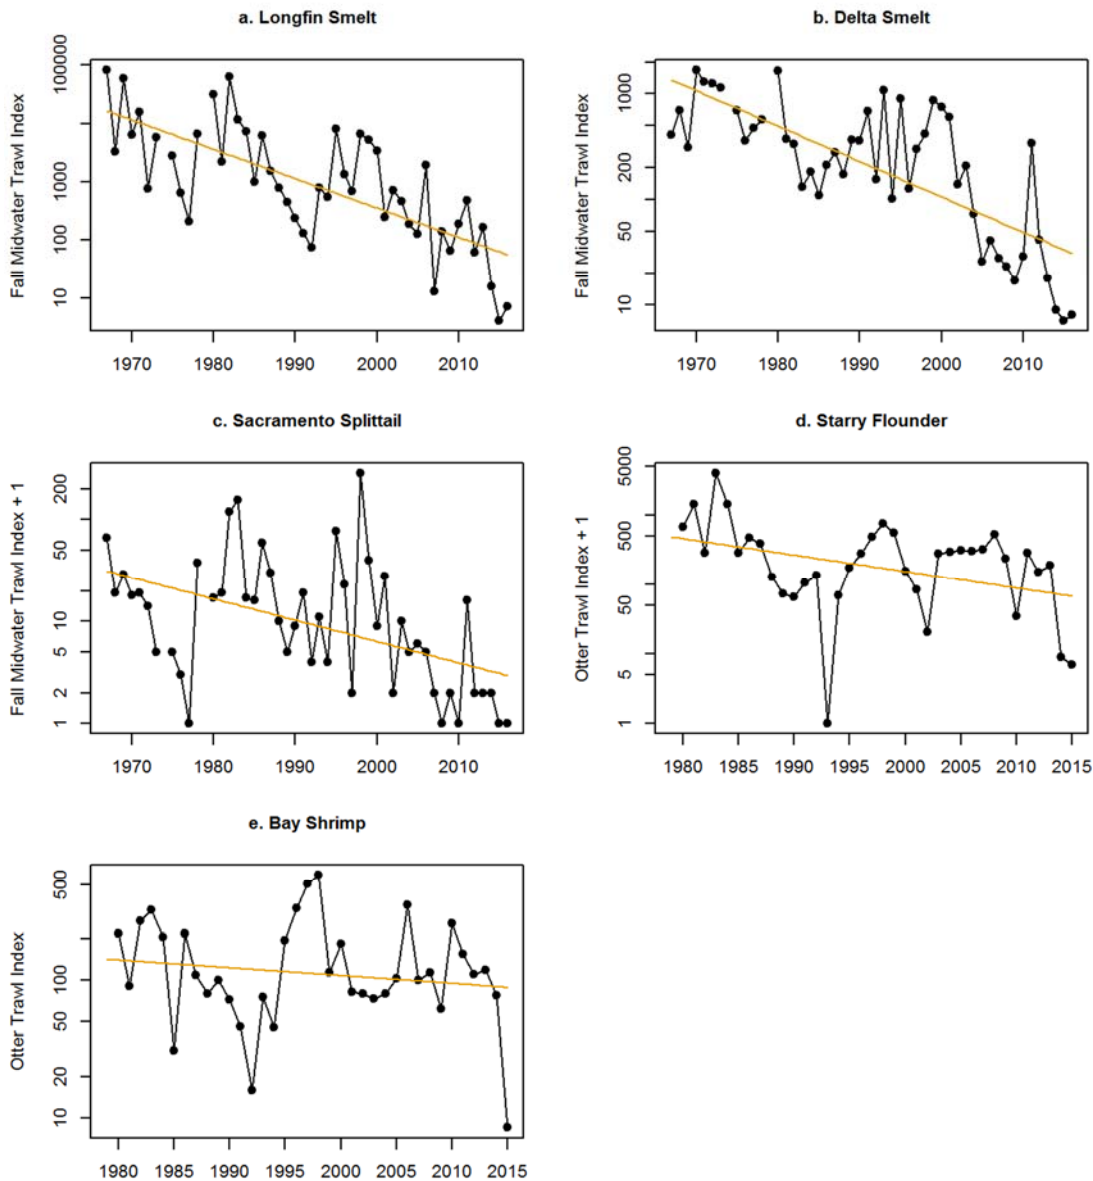 a. Longfin Smelt
Fall Midwater Trawl Index
100000
1000
100
10
1970 1980 1990 2000 2010
b. Delta Smelt
Fall Midwater Trawl Index
1000
200
50
10
1970 1980 1990 2000 2010
c. Sacramento Splittail
Fall Midwater Trawl Index + 1
200
50
10
5
2
1
1970 1980 1990 2000 2010
d. Starry Flounder
Otter Trawl Index + 1
5000
500
50
5
1
1980 1985 1990 1995 2000 2005 2010 2015
e. Bay Shrimp
Otter Trawl Index
500
100
50
20
10
1980 1985 1990 1995 2000 2005 2010 2015